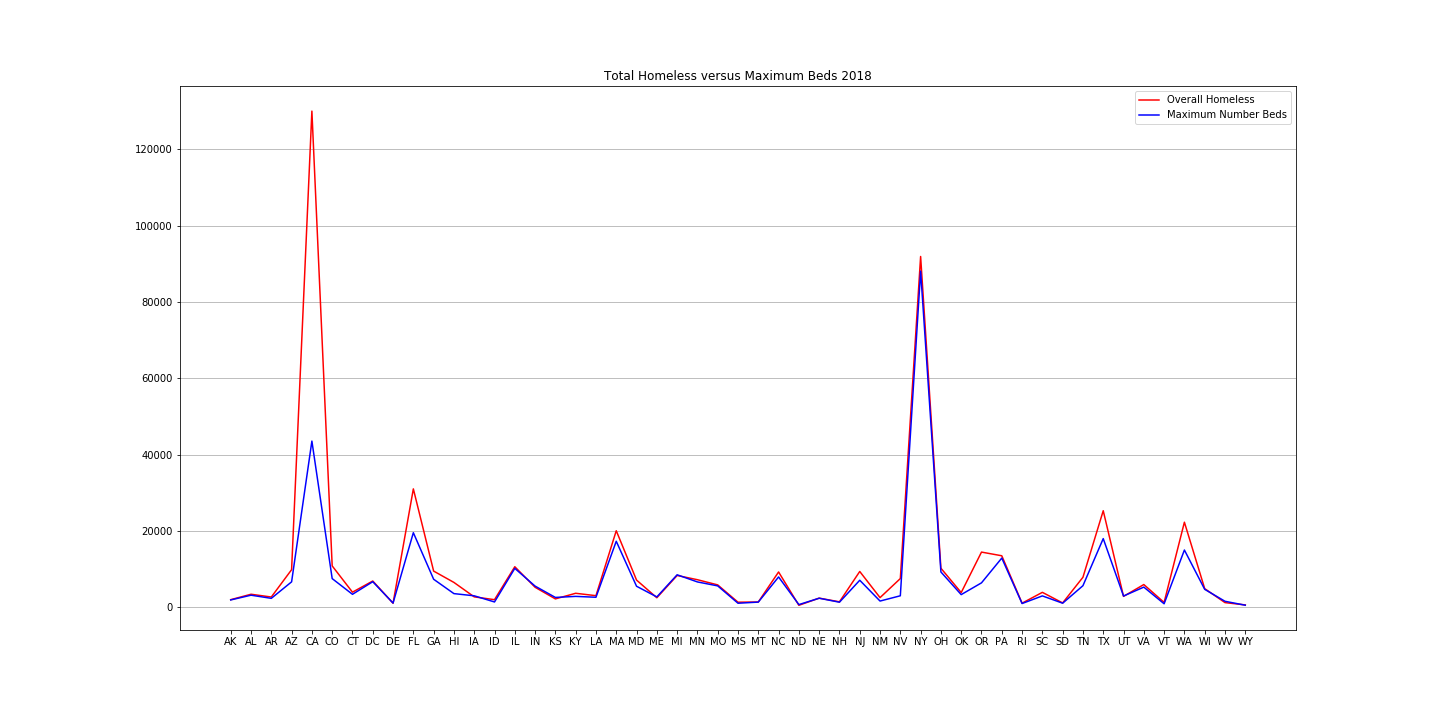 Total Homeless versus Maximum Beds 2018
Overall Homeless
Maximum Number Beds
120000
100000
80000
60000
40000
20000
0
AK AL AR AZ CA CO CT DC DE FL GA HI IA ID IL IN KS KY LA MA MD ME MI MN MO MS MT NC ND NE NH NJ NM NV NY OH OK OR PA RI SC SD TN TX UT VA VT WA WI WV WY